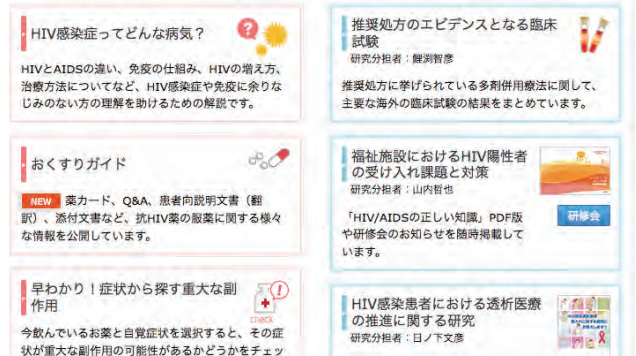 HIV感染症ってどんな病気？
HIVとAIDSの違い、免疫の仕組み、HIVの増え方、
治療方法についてなど、HIV感染症や免疫に余りな
じみのない方の理解を助けるための解説です。
おくすりガイド
NEW 薬カード、Q&A、患者向説明文書（翻
訳）、添付文書など、抗HIV薬の服薬に関する様々
な情報を公開しています。
早わかり！症状から探す重大な副
作用
check
今飲んでいるお薬と自覚症状を選択すると、その症
状が重大な副作用の可能性があるかどうかをチェッ
推奨処方のエビデンスとなる臨床
試験
研究分担者：鯉渕智彦
推奨処方に挙げられている多剤併用療法に関して、
主要な海外の臨床試験の結果をまとめています。
福祉施設におけるHIV陽性者
の受け入れ課題と対策
研究分担者：山内哲也
「HIV/AIDSの正しい知識」PDF版
や研修会のお知らせを随時掲載して
います。
研修会
HIV感染患者における透析医療
の推進に関する研究
研究分担者：日ノ下文彦